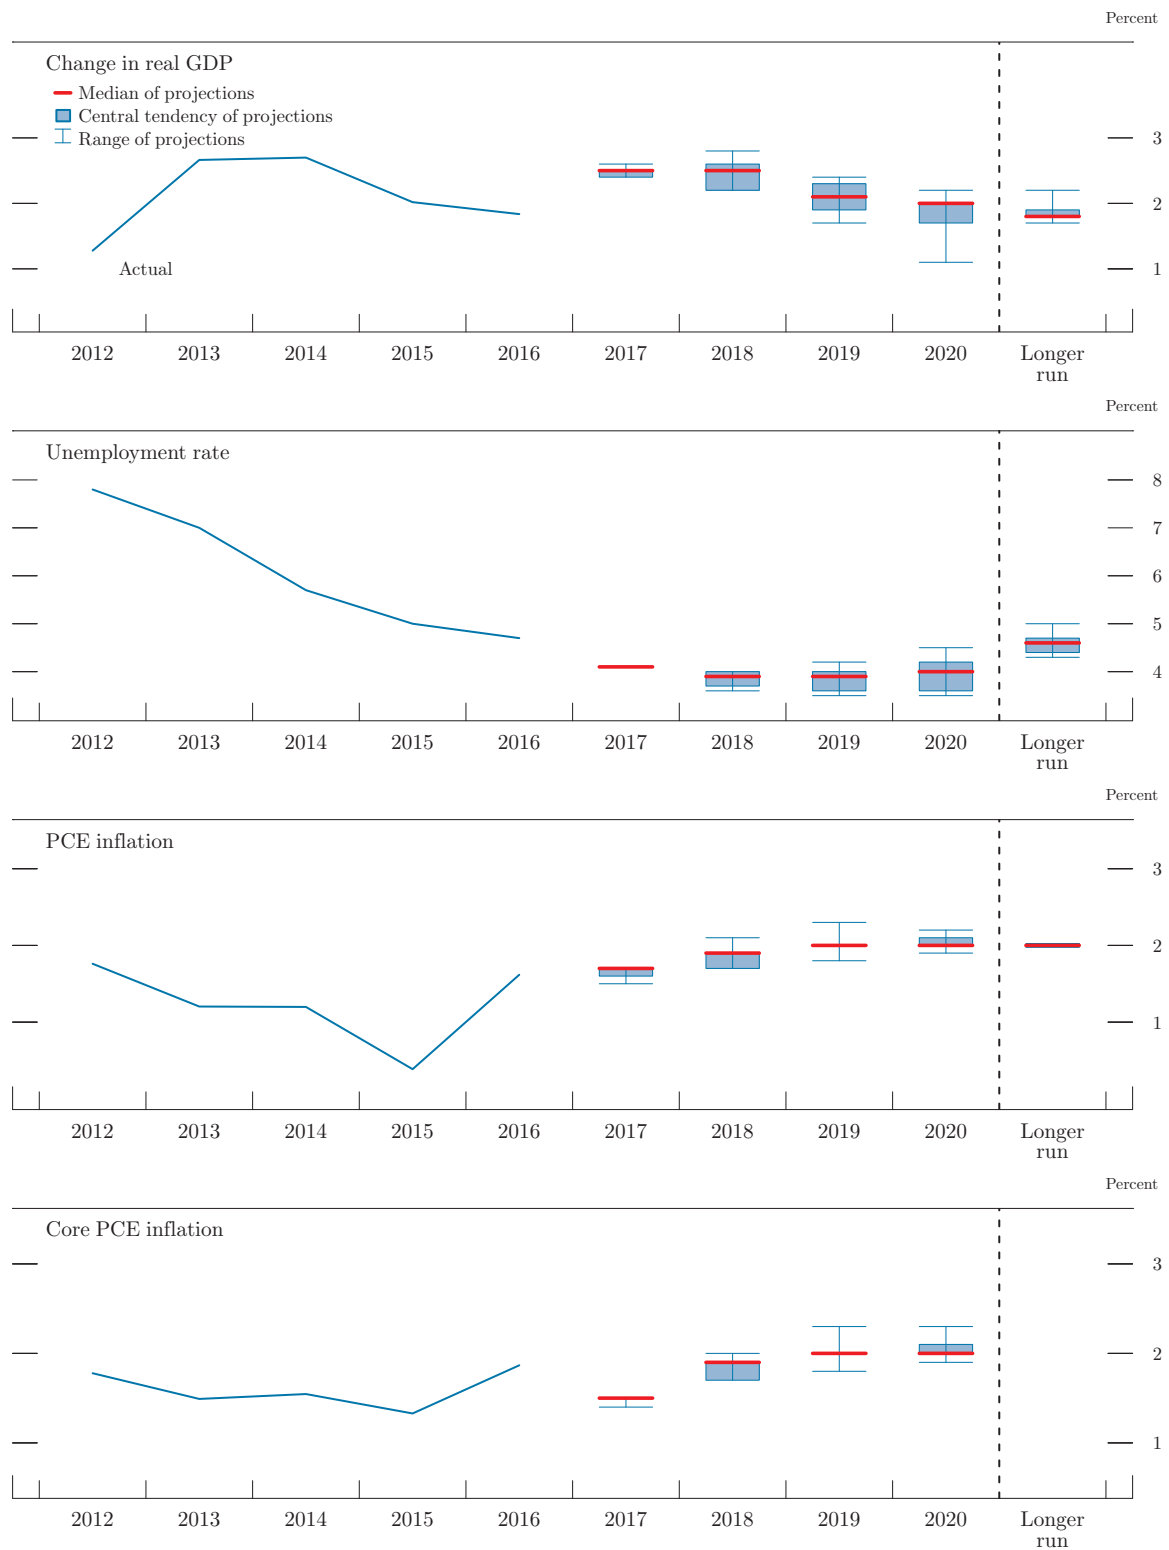 Percent
Change in real GDP
Median of projections
Central tendency of projections
Range of projections
Actual
3
2
1
2012 2013 2014 2015 2016 2017 2018 2019 2020 Longer
run
Percent
Unemployment rate
8
7
6
5
4
2012 2013 2014 2015 2016 2017 2018 2019 2020 Longer
run
Percent
PCE inflation
3
2
1
2012 2013 2014 2015 2016 2017 2018 2019 2020 Longer
run
Percent
Core PCE inflation
3
2
1
2012 2013 2014 2015 2016 2017 2018 2019 2020 Longer
run